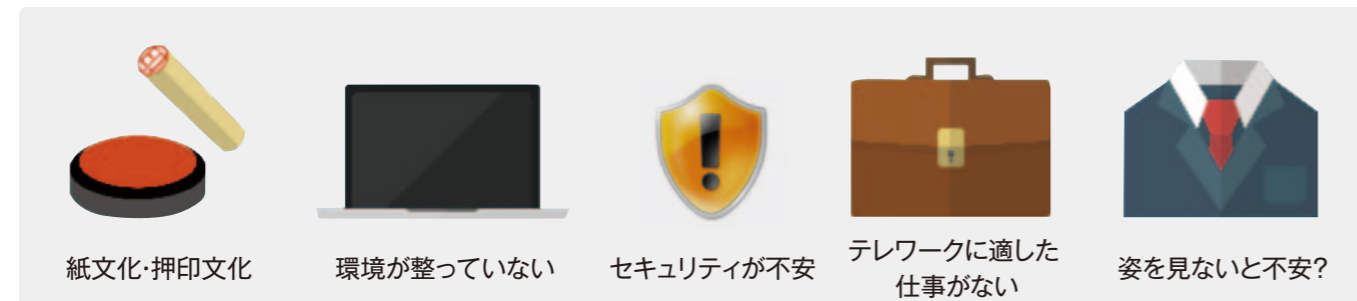 紙文化・押印文化
環境が整っていない
セキュリティが不安
テレワークに適した
仕事がない
姿を見ないと不安?